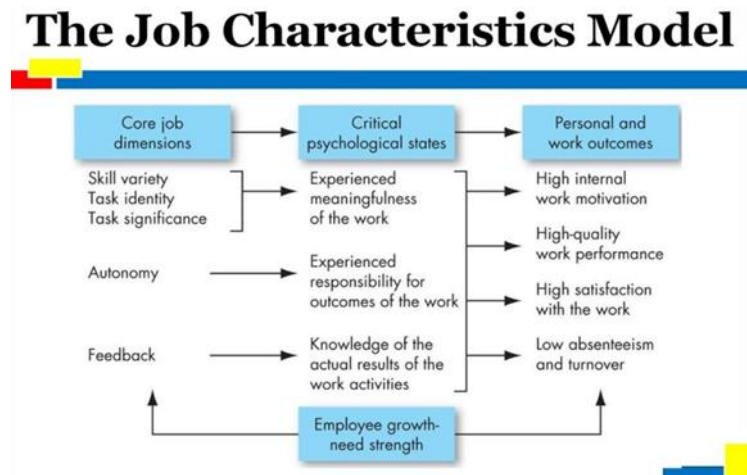 The Job Characteristics Model
Core job
dimensions
Critical
psychological states
Personal and
work outcomes
Skill variety
Task identity
Task significance
Experienced
meaningfulness
of the work
High internal
work motivation
High-quality
work performance
Autonomy
Experienced
responsibility for
outcomes of the work
High satisfaction
with the work
Feedback
Knowledge of the
actual results of the
work activities
Low absenteeism
and turnover
Employee growth-
need strength